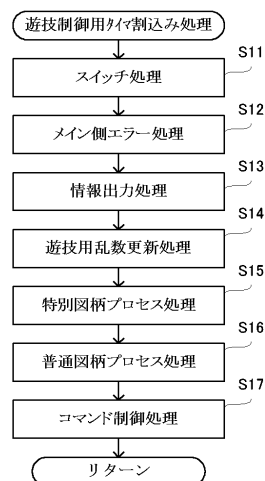 遊技制御用ﾀｲﾏ割込み処理
S11
スイッチ処理
S12
メイン側エラー処理
S13
情報出力処理
S14
遊技用乱数更新処理
S15
特別図柄プロセス処理
S16
普通図柄プロセス処理
S17
コマンド制御処理
リターン